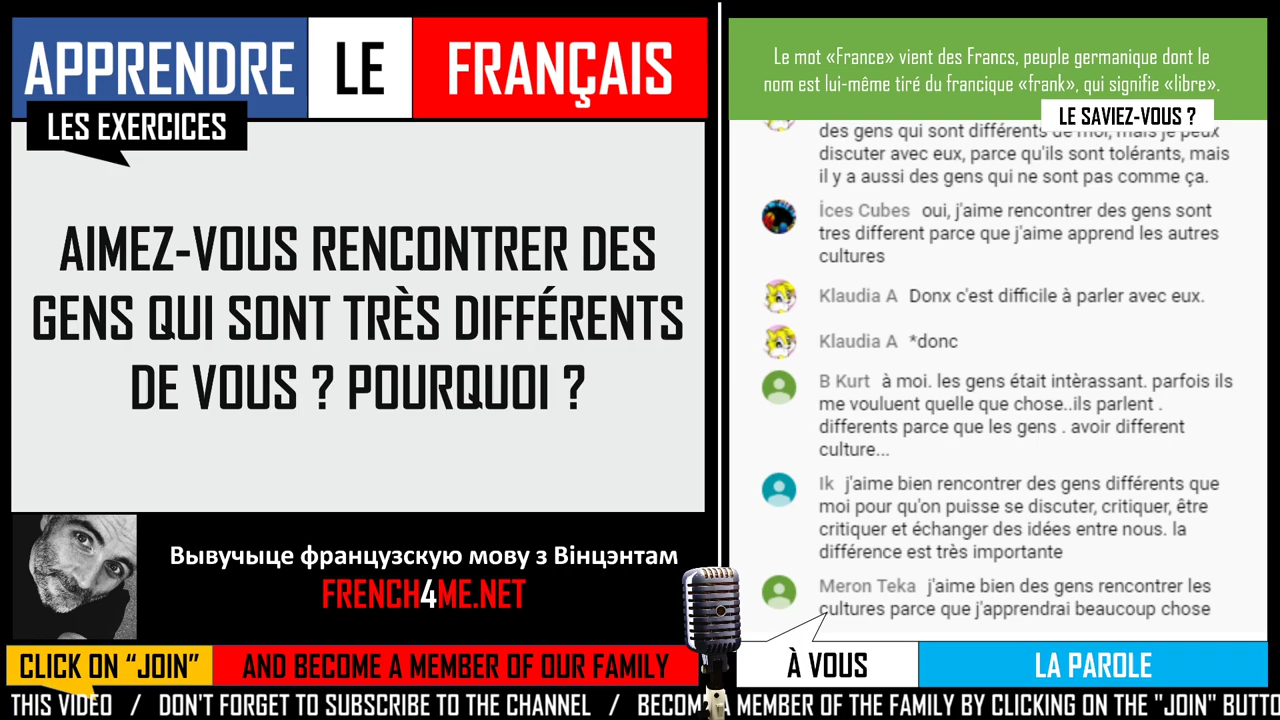 APPRENDRE LE FRANÇAIS
LES EXERCICES
AIMEZ-VOUS RENCONTRER DES
GENS QUI SONT TRÈS DIFFÉRENTS
DE VOUS ? POURQUOI ?
Вывучыце французскую мову з Вінцэнтам
FRENCH4ME.NET
CLICK ON “JOIN” AND BECOME A MEMBER OF OUR FAMILY
Le mot «France» vient des Francs, peuple germanique dont le
nom est lui-même tiré du francique «frank», qui signifie «libre».
LE SAVIEZ-VOUS ?
des gens qui sont différents de moi, mais je peux
discuter avec eux, parce qu'ils sont tolérants, mais
il y a aussi des gens qui ne sont pas comme ça.
İces Cubes oui, j'aime rencontrer des gens sont
tres different parce que j'aime apprend les autres
cultures
Klaudia A Donx c'est difficile à parler avec eux.
Klaudia A *donc
B Kurt à moi. les gens était intèrassant. parfois ils
me vouluent quelle que chose..ils parlent .
differents parce que les gens . avoir different
culture...
Ik j'aime bien rencontrer des gens différents que
moi pour qu'on puisse se discuter, critiquer, être
critiquer et échanger des idées entre nous. la
différence est très importante
Meron Teka j'aime bien des gens rencontrer les
cultures parce que j'apprendrai beaucoup chose
À VOUS LA PAROLE
THIS VIDEO / DON'T FORGET TO SUBSCRIBE TO THE CHANNEL / BECOM A MEMBER OF THE FAMILY BY CLICKING ON THE "JOIN" BUTTO